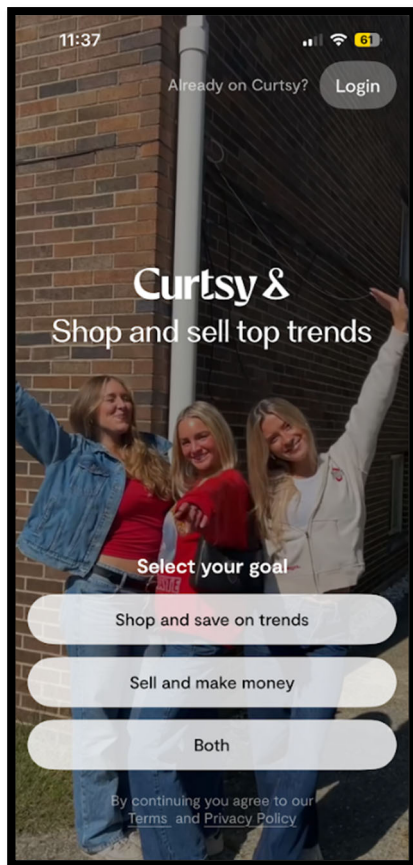 11:37
61
Already on Curtsy?
Login
Curtsy &
Shop and sell top trends
Select your goal
Shop and save on trends
Sell and make money
Both
By continuing you agree to our
Terms and Privacy Policy